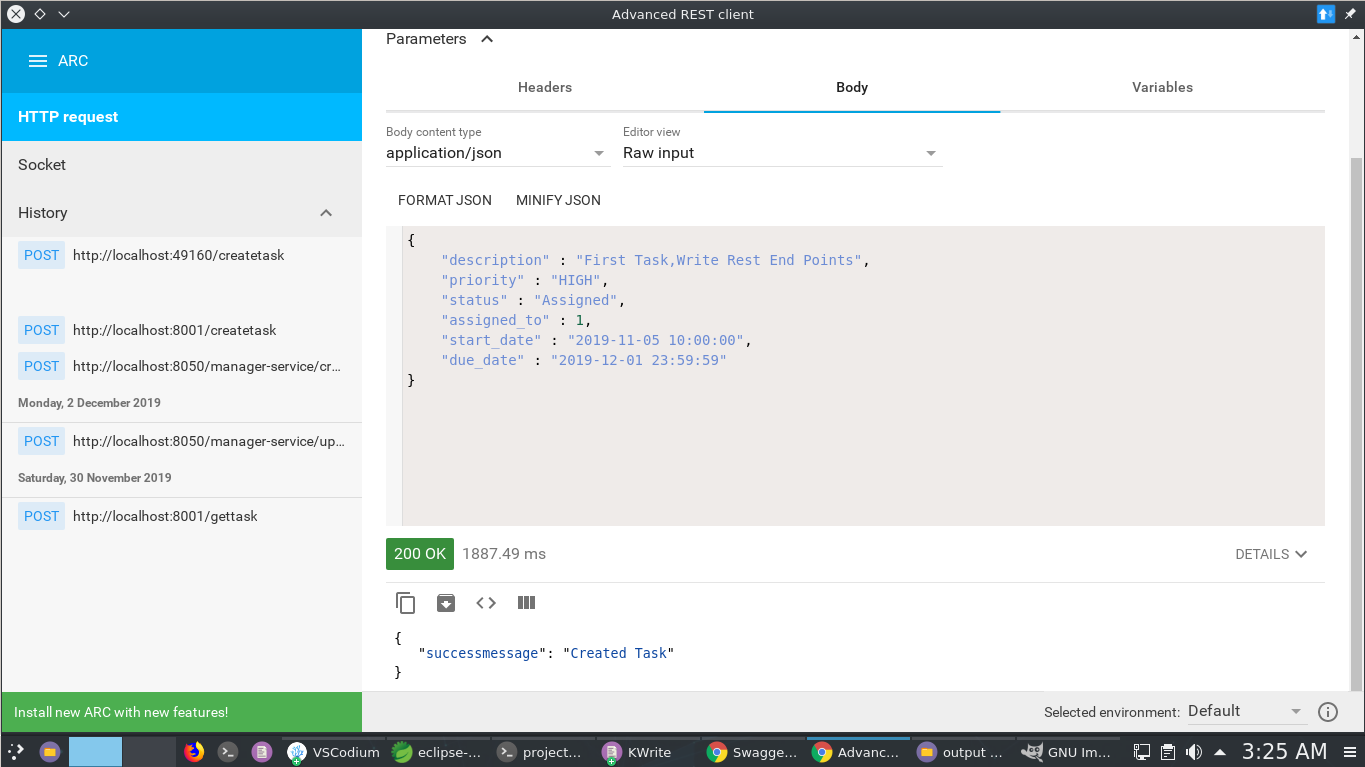 Advanced REST client
ARC
HTTP request
Socket
History
POST http://localhost:49160/createtask
POST http://localhost:8001/createtask
POST http://localhost:8050/manager-service/cr...
Monday, 2 December 2019
POST http://localhost:8050/manager-service/up...
Saturday, 30 November 2019
POST http://localhost:8001/gettask
Install new ARC with new features!
Parameters
Headers Body Variables
Body content type Editor view
application/json Raw input
FORMAT JSON MINIFY JSON
{
"description" : "First Task,Write Rest End Points",
"priority" : "HIGH",
"status" : "Assigned",
"assigned_to" : 1,
"start_date" : "2019-11-05 10:00:00",
"due_date" : "2019-12-01 23:59:59"
}
200 OK 1887.49 ms DETAILS
{
"successmessage": "Created Task"
}
Selected environment: Default
VSCodium eclipse-... project... KWrite Swagge... Advanc... output ... GNU Im... 3:25 AM